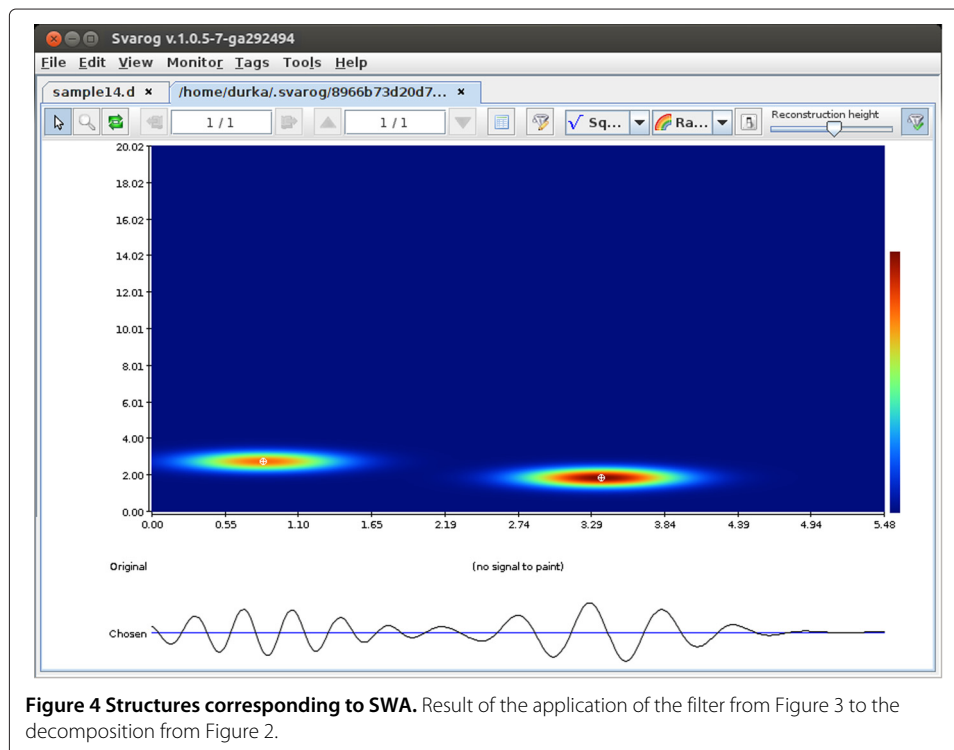 Svarog v.1.0.5-7-ga292494
File Edit View Monitor Tags Tools Help
sample14.d × /home/durka/.svarog/8966b73d20d7... ×
1 / 1 1 / 1 Sq... Ra... Reconstruction height
20.02
18.02
16.02
14.02
12.01
10.01
8.01
6.01
4.00
2.00
0.00
0.00 0.55 1.10 1.65 2.19 2.74 3.29 3.84 4.39 4.94 5.48
Original (no signal to paint)
Chosen
Figure 4 Structures corresponding to SWA. Result of the application of the filter from Figure 3 to the
decomposition from Figure 2.